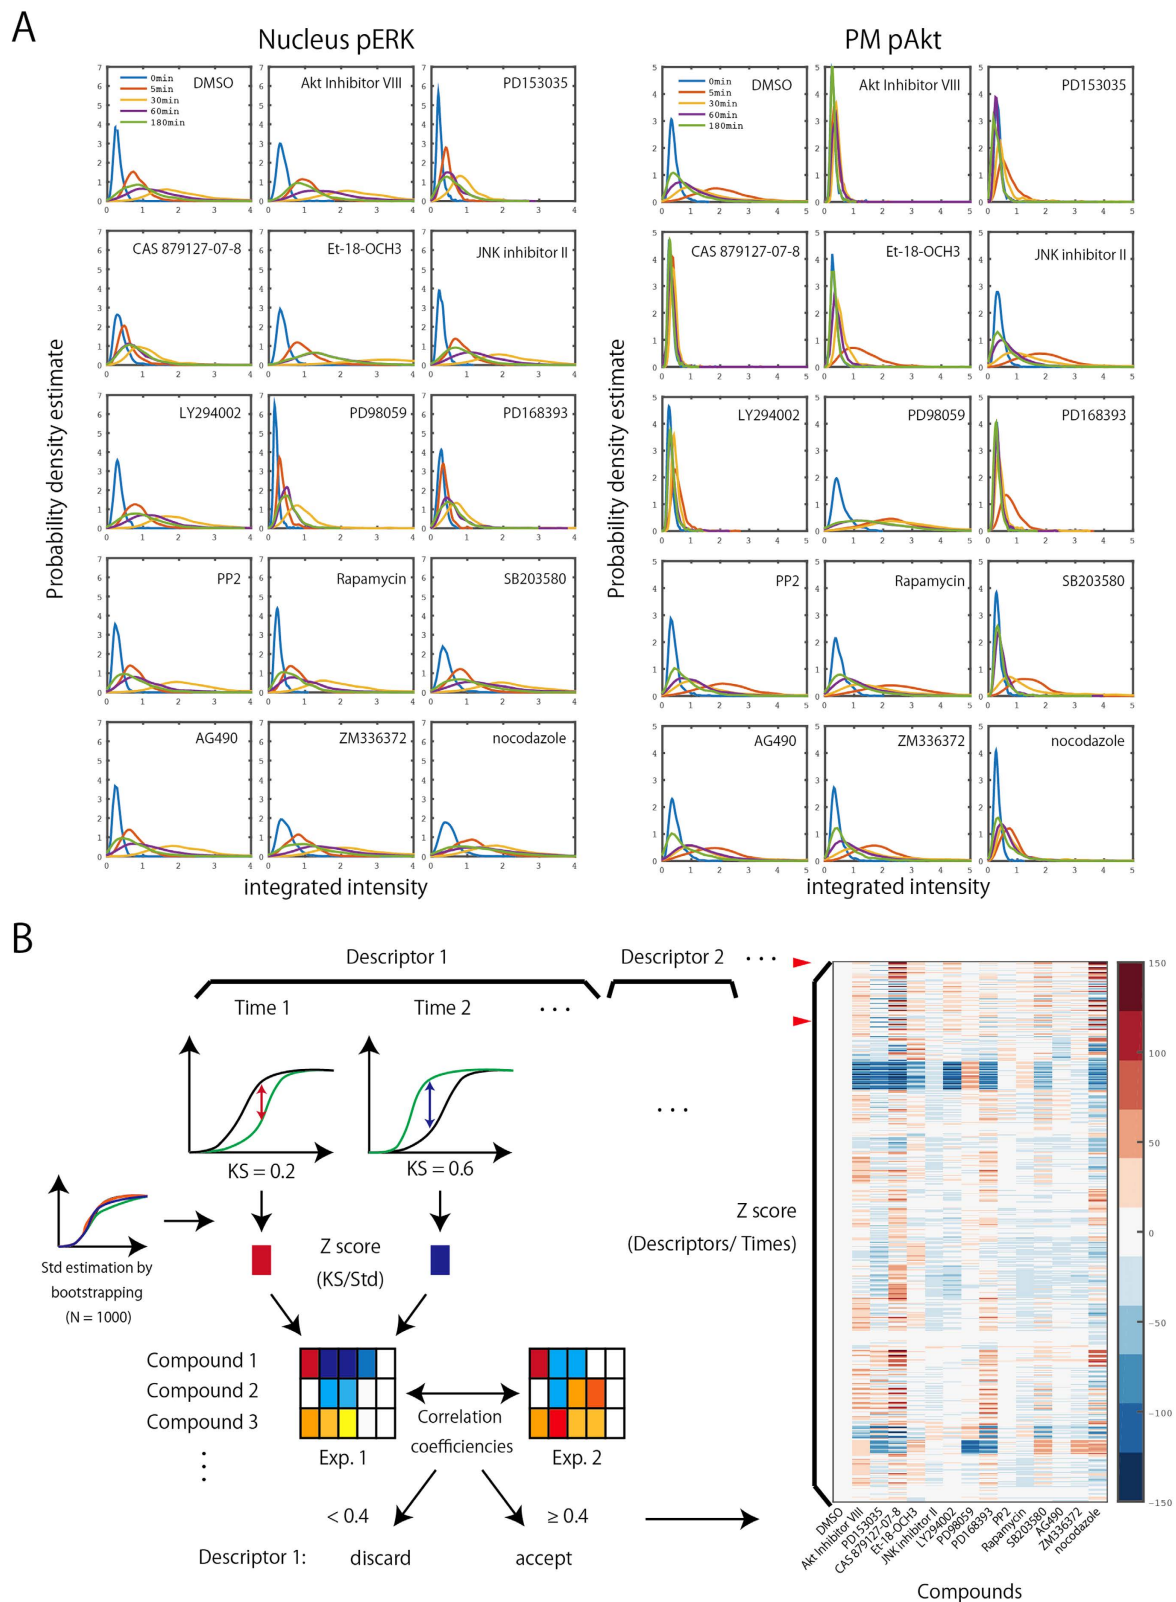 A
Nucleus pERK
PM pAkt
Probability density estimate
0min
5min
30min
60min
180min
DMSO
Akt Inhibitor VIII
PD153035
CAS 879127-07-8
Et-18-OCH3
JNK inhibitor II
LY294002
PD98059
PD168393
PP2
Rapamycin
SB203580
AG490
ZM336372
nocodazole
integrated intensity
Probability density estimate
0min
5min
30min
60min
180min
DMSO
Akt Inhibitor VIII
PD153035
CAS 879127-07-8
Et-18-OCH3
JNK inhibitor II
LY294002
PD98059
PD168393
PP2
Rapamycin
SB203580
AG490
ZM336372
nocodazole
integrated intensity
B
Descriptor 1
Descriptor 2 ...
Time 1
Time 2
...
KS = 0.2
KS = 0.6
...
Std estimation by
bootstrapping
(N = 1000)
Z score
(KS/Std)
Z score
(Descriptors/ Times)
Compound 1
Compound 2
Compound 3
Correlation
coefficiencies
Exp. 1
Exp. 2
< 0.4
≥ 0.4
Descriptor 1:
discard
accept
150
100
50
0
−50
−100
−150
DMSO
Akt Inhibitor VIII
PD153035
CAS 879127-07-8
Et-18-OCH3
JNK inhibitor II
LY294002
PD98059
PD168393
PP2
Rapamycin
SB203580
AG490
ZM336372
nocodazole
Compounds